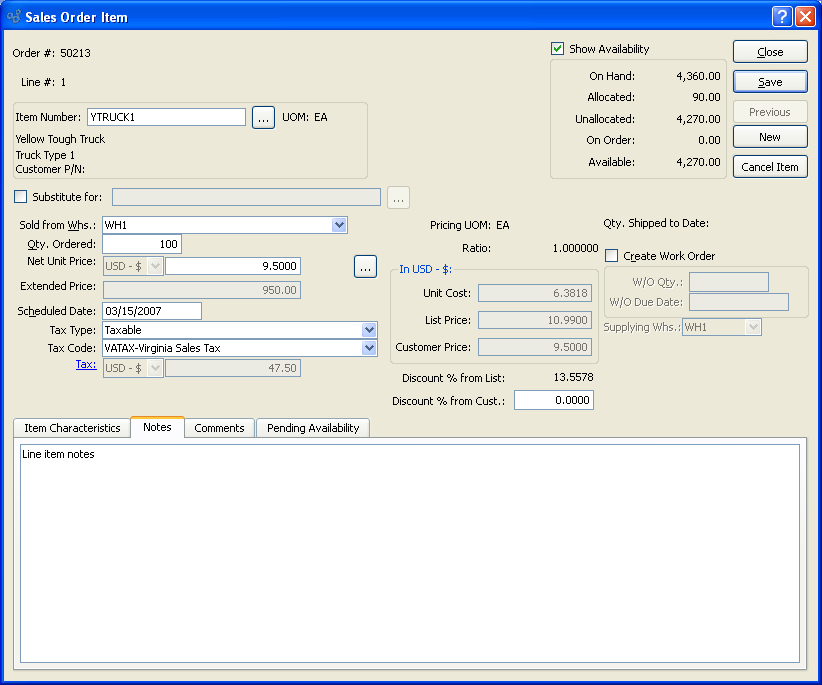 Sales Order Item
Order #: 50213
Line #: 1
Item Number: YTRUCK1 ... UOM: EA
Yellow Tough Truck
Truck Type 1
Customer P/N:
Show Availability
On Hand: 4,360.00
Allocated: 90.00
Unallocated: 4,270.00
On Order: 0.00
Available: 4,270.00
Close
Save
Previous
New
Cancel Item
Substitute for: ...
Sold from Whs.: WH1
Qty. Ordered: 100
Net Unit Price: USD - $ 9.5000 ...
Extended Price: 950.00
Scheduled Date: 03/15/2007
Tax Type: Taxable
Tax Code: VATAX-Virginia Sales Tax
Tax: USD - $ 47.50
Pricing UOM: EA
Ratio: 1.000000
In USD - $:
Unit Cost: 6.3818
List Price: 10.9900
Customer Price: 9.5000
Discount % from List: 13.5578
Discount % from Cust.: 0.0000
Qty. Shipped to Date:
Create Work Order
W/O Qty.:
W/O Due Date:
Supplying Whs.: WH1
Item Characteristics Notes Comments Pending Availability
Line item notes